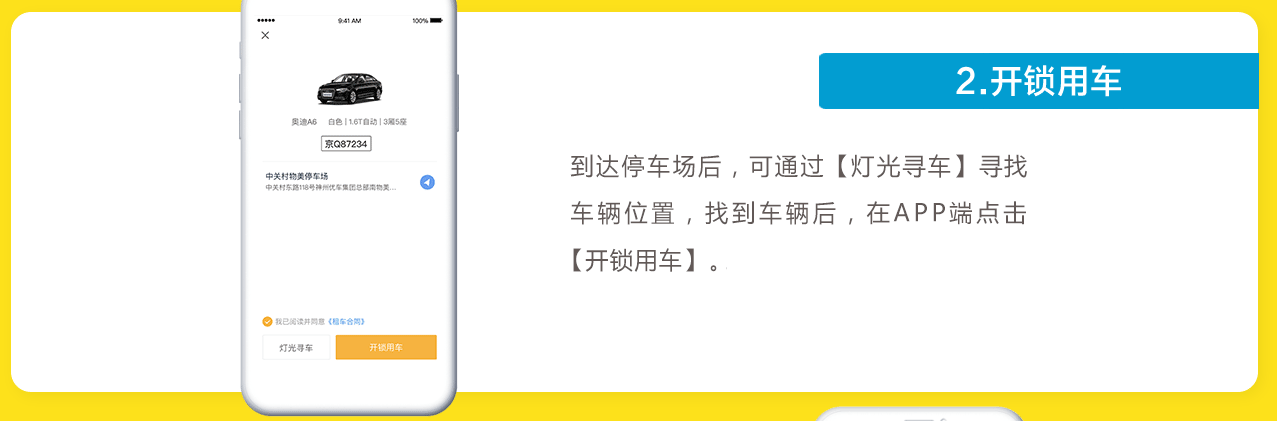 9:41 AM
100%
奥迪A6 白色 | 1.6T自动 | 3厢5座
京Q87234
中关村物美停车场
中关村东路118号神州优车集团总部南物美...
我已阅读并同意《租车合同》
灯光寻车
开锁用车
2.开锁用车
到达停车场后，可通过【灯光寻车】寻找
车辆位置，找到车辆后，在APP端点击
【开锁用车】。